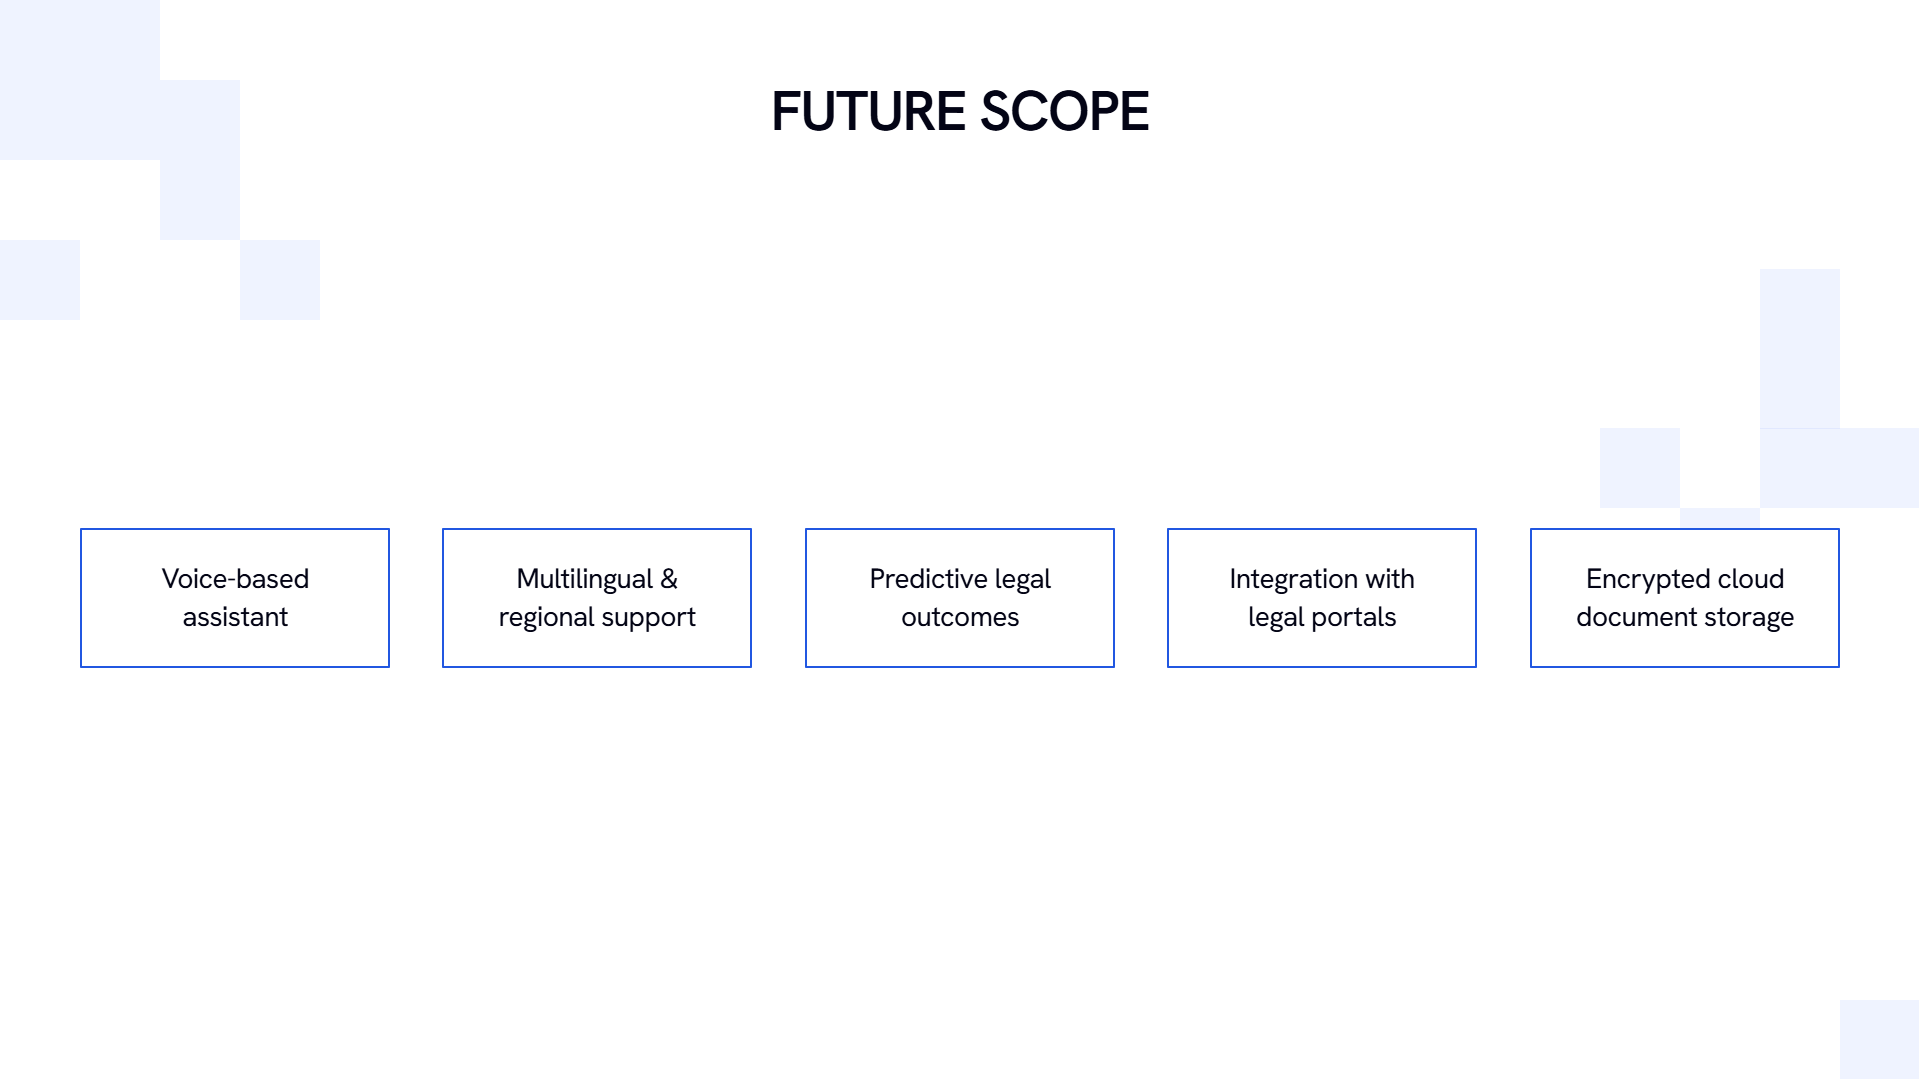 FUTURE SCOPE
Voice-based
assistant
Multilingual &
regional support
Predictive legal
outcomes
Integration with
legal portals
Encrypted cloud
document storage